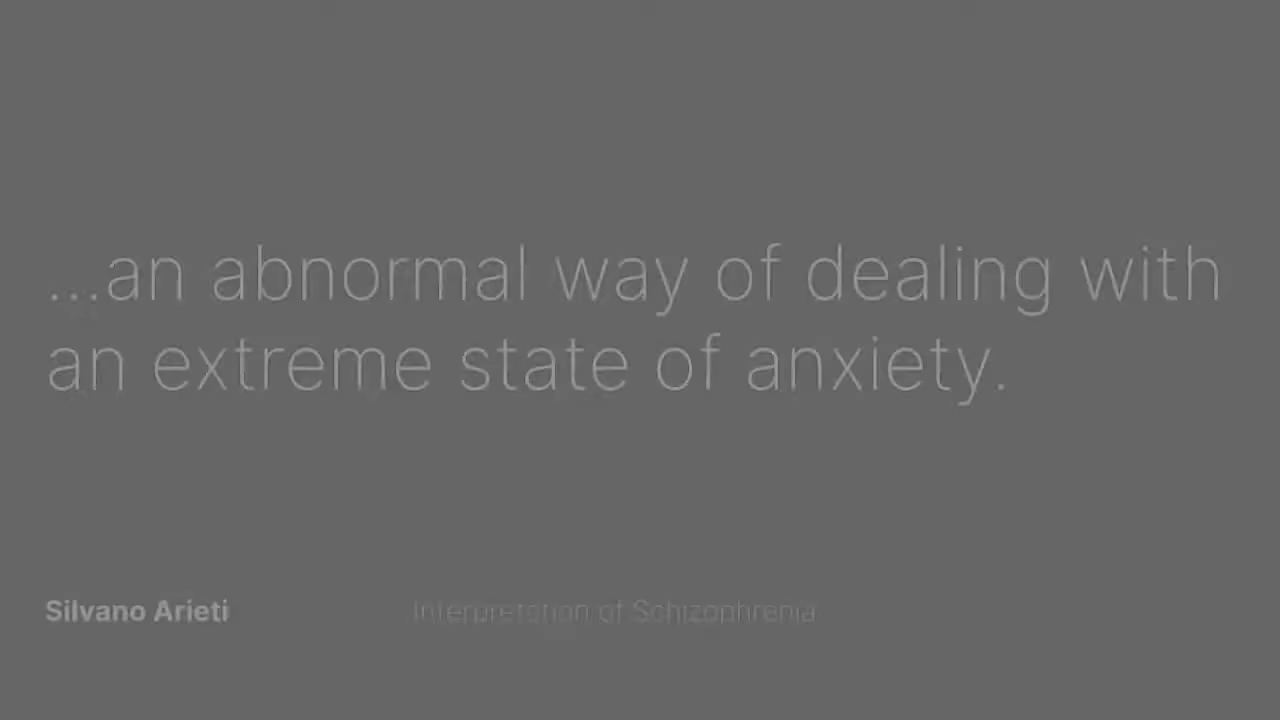 ...an abnormal way of dealing with
an extreme state of anxiety.
Silvano Arieti
Interpretation of Schizophrenia